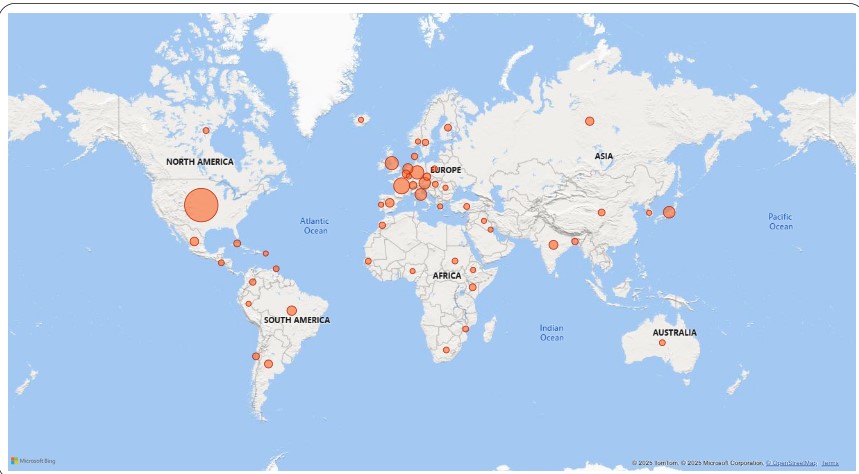 NORTH AMERICA
EUROPE
ASIA
Atlantic
Ocean
Pacific
Ocean
AFRICA
SOUTH AMERICA
Indian
Ocean
AUSTRALIA
Microsoft Bing
© 2025 TomTom, © 2025 Microsoft Corporation, © OpenStreetMap Terms